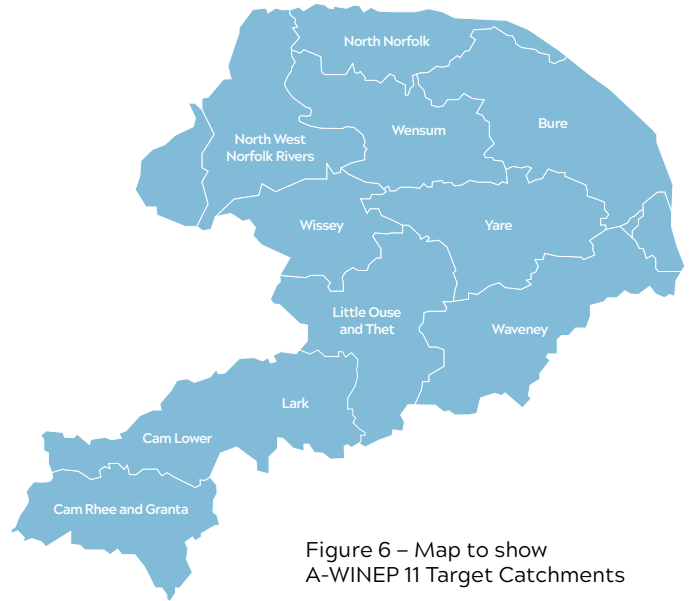 North Norfolk
Wensum
Bure
North West
Norfolk Rivers
Wissey
Yare
Little Ouse
and Thet
Waveney
Lark
Cam Lower
Cam Rhee and Granta
Figure 6 – Map to show
A-WINEP 11 Target Catchments